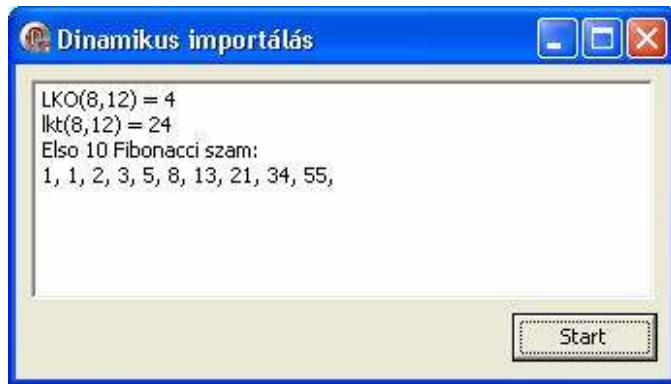 Dinamikus importálás
LKO(8,12) = 4
lkt(8,12) = 24
Elso 10 Fibonacci szam:
1, 1, 2, 3, 5, 8, 13, 21, 34, 55,
Start